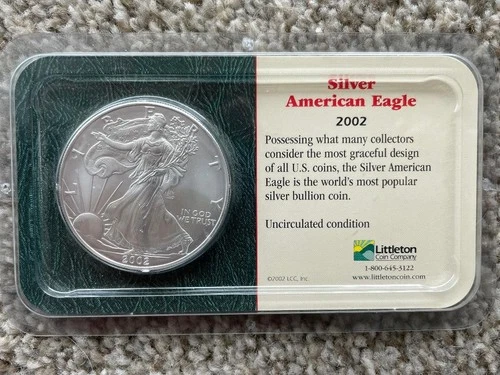 Silver
American Eagle
2002
Possessing what many collectors
consider the most graceful design
of all U.S. coins, the Silver American
Eagle is the world's most popular
silver bullion coin.
Uncirculated condition
Littleton
Coin Company
1-800-645-3122
©2002 LCC, Inc.
www.littletoncoin.com
LIBERTY
IN GOD
WE TRUST
2002